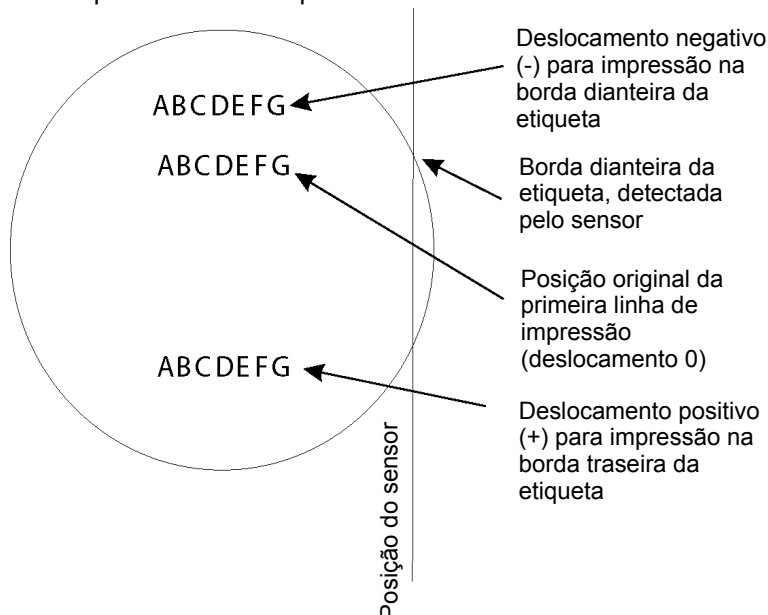 Deslocamento negativo
(-) para impressão na
borda dianteira da
etiqueta
ABCDEFG
ABCDEFG
Borda dianteira da
etiqueta, detectada
pelo sensor
Posição original da
primeira linha de
impressão
(deslocamento 0)
ABCDEFG
Deslocamento positivo
(+) para impressão na
borda traseira da
etiqueta
Posição do sensor